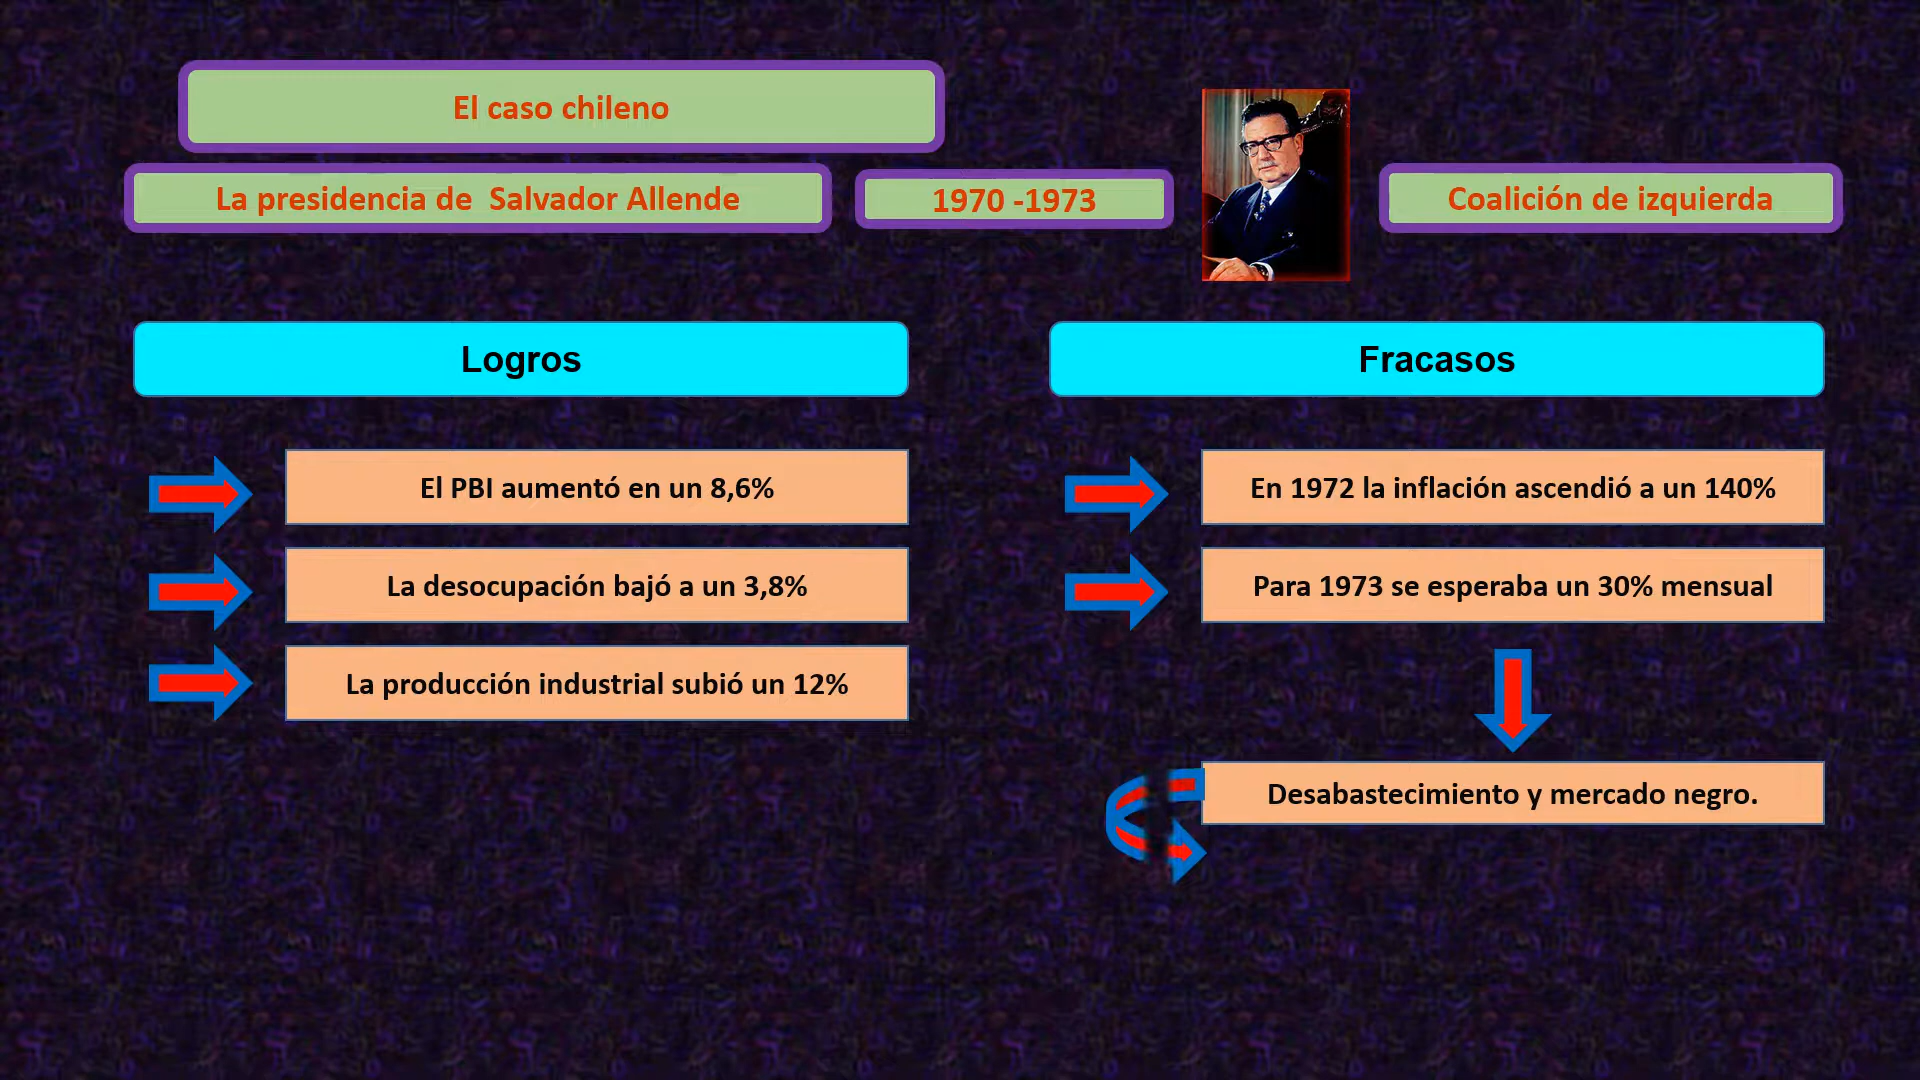 El caso chileno
La presidencia de  Salvador Allende
1970 -1973
Coalición de izquierda
Logros
Fracasos
El PBI aumentó en un 8,6%
La desocupación bajó a un 3,8%
La producción industrial subió un 12%
En 1972 la inflación ascendió a un 140%
Para 1973 se esperaba un 30% mensual
Desabastecimiento y mercado negro.